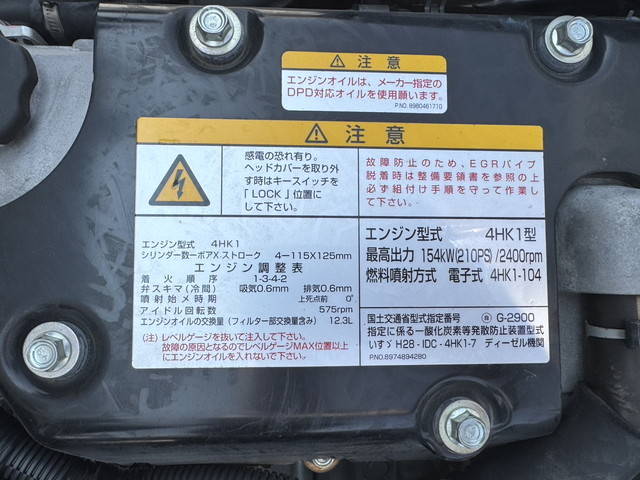 注意
エンジンオイルは、メーカー指定の
DPD対応オイルを使用願います。
P.NO. 8980461770
注意
感電の恐れ有り。
ヘッドカバーを取り外
す時はキースイッチを
「LOCK」位置に
して下さい。
故障防止のため、EGRパイプ
脱着時は整備要領書を参照の上
必ず組付け手順を守って作業し
て下さい。
エンジン型式 4HK1
シリンダー数ーボアXストローク 4ー115X125mm
エンジン調整表
着火順序 1-3-4-2
弁スキマ(冷間) 吸気0.6mm 排気0.6mm
噴射始メ時期 上死点前 0°
アイドル回転数 575rpm
エンジンオイルの交換量(フィルター部交換量含み) 12.3L
(注)レベルゲージを抜いて注入して下さい。
故障の原因となるのでレベルゲージMAX位置以上
にエンジンオイルを入れないで下さい。
エンジン型式 4HK1型
最高出力 154kW(210PS)/2400rpm
燃料噴射方式 電子式 4HK1-104
国土交通省型式指定番号 G-2900
指定に係る一酸化炭素等発散防止装置型式
いすゞ H28・IDC・4HK1-7 ディーゼル機関
P.NO.8974894280